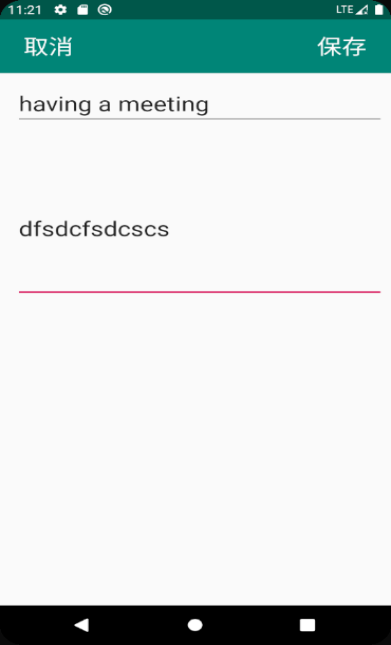 11:21 LTE
取消 保存
having a meeting
dfsdcfsdcscs